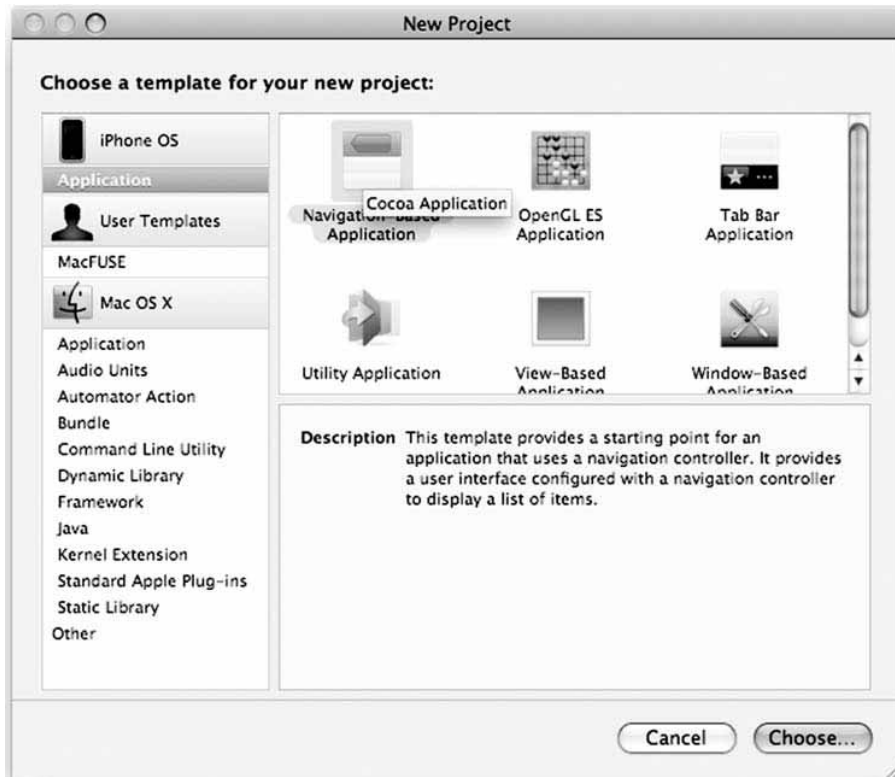 New Project
Choose a template for your new project:
iPhone OS
Application
User Templates
MacFUSE
Mac OS X
Application
Audio Units
Automator Action
Bundle
Command Line Utility
Dynamic Library
Framework
Java
Kernel Extension
Standard Apple Plug-ins
Static Library
Other
Navigation-Based
Application
Cocoa Application
OpenGL ES
Application
Tab Bar
Application
Utility Application
View-Based
Application
Window-Based
Application
Description This template provides a starting point for an
application that uses a navigation controller. It provides
a user interface configured with a navigation controller
to display a list of items.
Cancel
Choose...